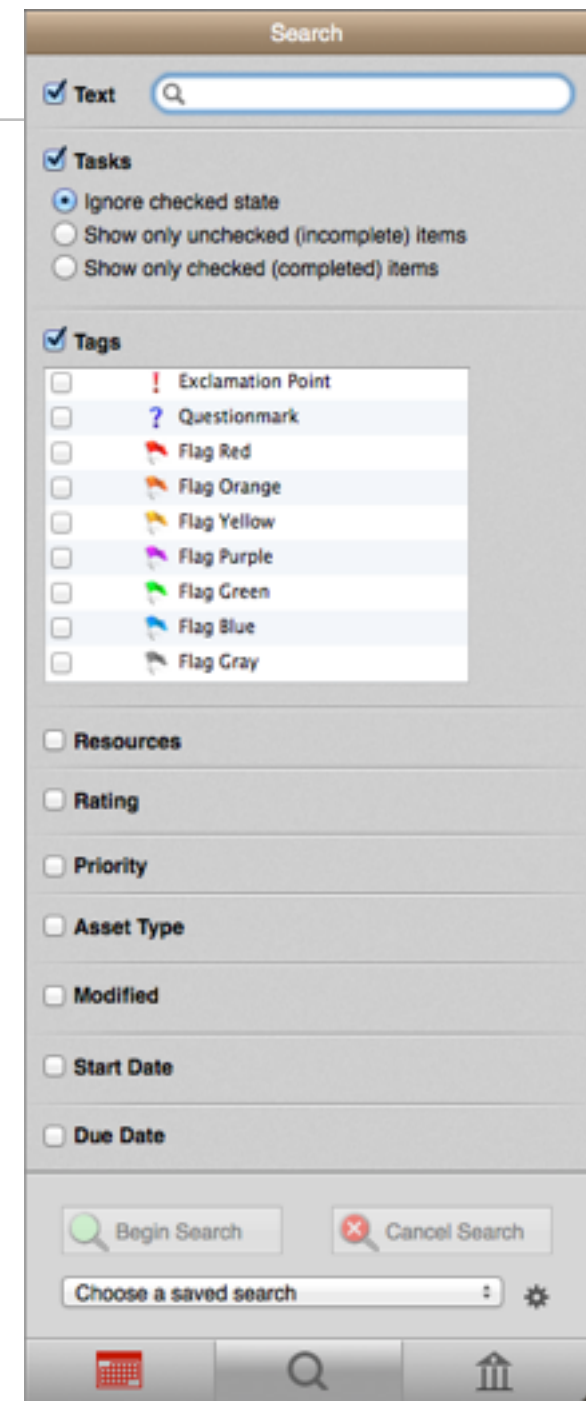 Search
Text
Tasks
Ignore checked state
Show only unchecked (incomplete) items
Show only checked (completed) items
Tags
! Exclamation Point
? Questionmark
Flag Red
Flag Orange
Flag Yellow
Flag Purple
Flag Green
Flag Blue
Flag Gray
Resources
Rating
Priority
Asset Type
Modified
Start Date
Due Date
Begin Search Cancel Search
Choose a saved search